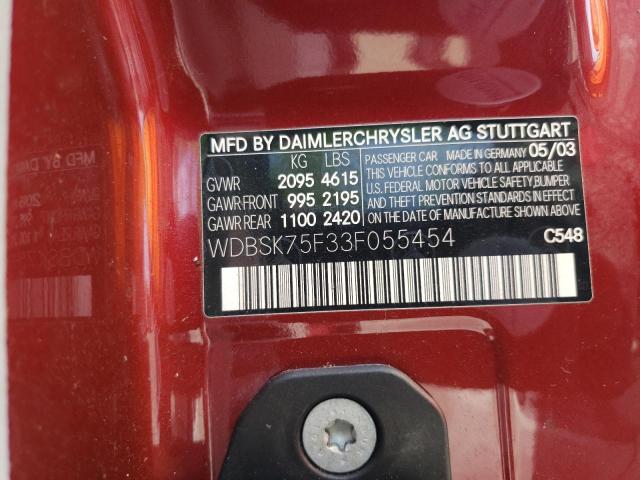 MFD BY DAIMLERCHRYSLER AG STUTTGART
KG LBS
GVWR 2095 4615
GAWR FRONT 995 2195
GAWR REAR 1100 2420
PASSENGER CAR MADE IN GERMANY 05/03
THIS VEHICLE CONFORMS TO ALL APPLICABLE
U.S. FEDERAL MOTOR VEHICLE SAFETY, BUMPER
AND THEFT PREVENTION STANDARDS IN EFFECT
ON THE DATE OF MANUFACTURE SHOWN ABOVE.
WDBSK75F33F055454
C548